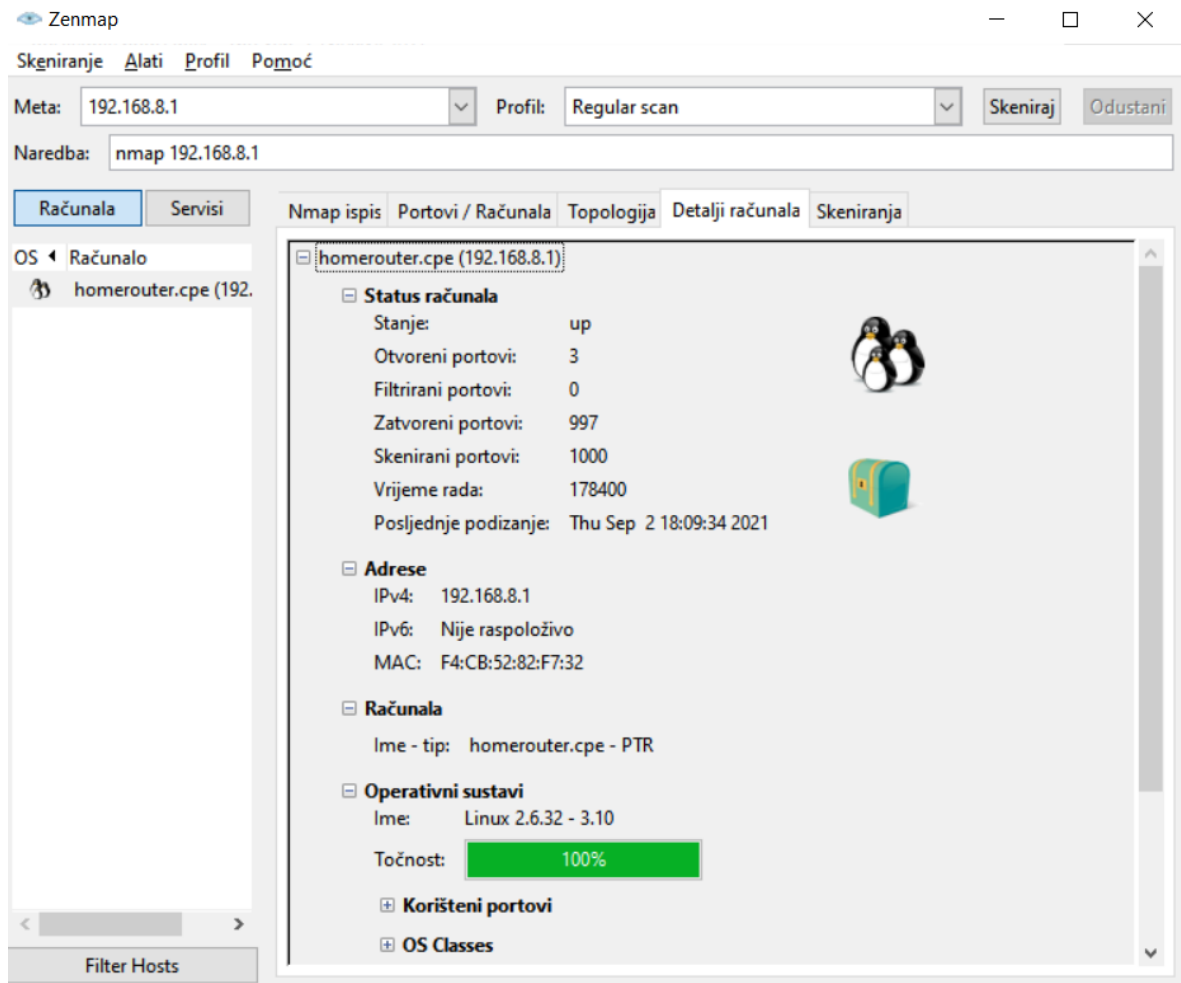 Zenmap
Skeniranje Alati Profil Pomoć
Meta: 192.168.8.1 Profil: Regular scan Skeniraj Odustani
Naredba: nmap 192.168.8.1
Računala Servisi
Nmap ispis Portovi / Računala Topologija Detalji računala Skeniranja
OS Računalo
homerouter.cpe (192.
homerouter.cpe (192.168.8.1)
Status računala
Stanje: up
Otvoreni portovi: 3
Filtrirani portovi: 0
Zatvoreni portovi: 997
Skenirani portovi: 1000
Vrijeme rada: 178400
Posljednje podizanje: Thu Sep 2 18:09:34 2021
Adrese
IPv4: 192.168.8.1
IPv6: Nije raspoloživo
MAC: F4:CB:52:82:F7:32
Računala
Ime - tip: homerouter.cpe - PTR
Operativni sustavi
Ime: Linux 2.6.32 - 3.10
Točnost: 100%
Korišteni portovi
OS Classes
Filter Hosts